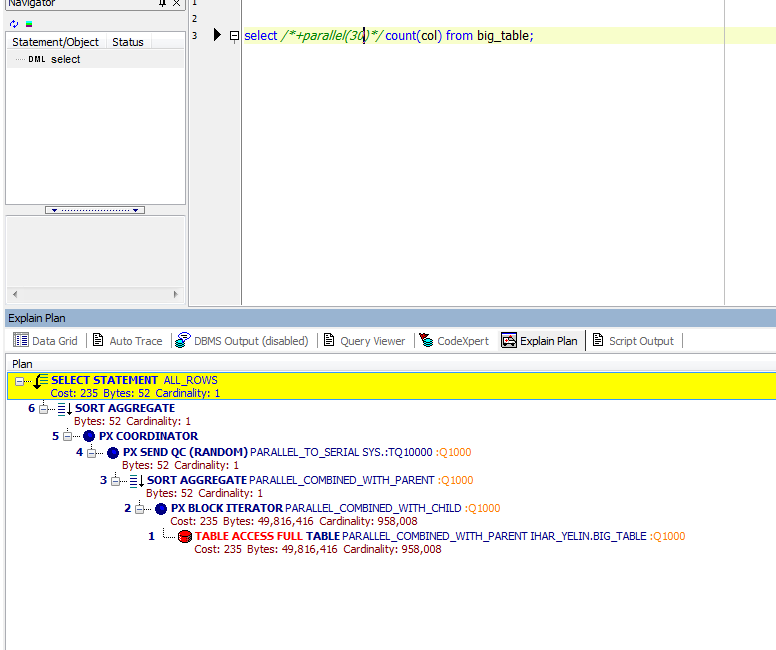 Navigator
Statement/Object Status
DML select
1
2
3 select /*+parallel(30)*/ count(col) from big_table;
Explain Plan
Data Grid Auto Trace DBMS Output (disabled) Query Viewer CodeXpert Explain Plan Script Output
Plan
SELECT STATEMENT ALL_ROWS
Cost: 235 Bytes: 52 Cardinality: 1
6 SORT AGGREGATE
Bytes: 52 Cardinality: 1
5 PX COORDINATOR
4 PX SEND QC (RANDOM) PARALLEL_TO_SERIAL SYS.:TQ10000 :Q1000
Bytes: 52 Cardinality: 1
3 SORT AGGREGATE PARALLEL_COMBINED_WITH_PARENT :Q1000
Bytes: 52 Cardinality: 1
2 PX BLOCK ITERATOR PARALLEL_COMBINED_WITH_CHILD :Q1000
Cost: 235 Bytes: 49,816,416 Cardinality: 958,008
1 TABLE ACCESS FULL TABLE PARALLEL_COMBINED_WITH_PARENT IHAR_YELIN.BIG_TABLE :Q1000
Cost: 235 Bytes: 49,816,416 Cardinality: 958,008